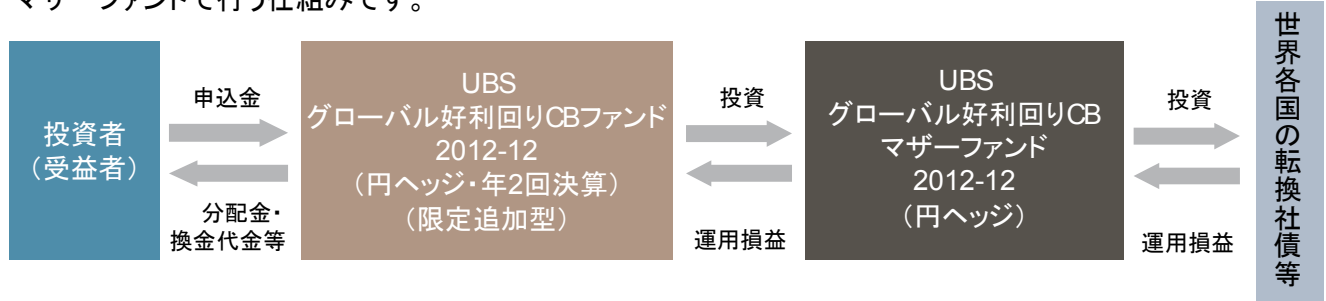 マザーファンドで行う仕組みです。
投資者
（受益者）
申込金
分配金・
換金代金等
UBS
グローバル好利回りCBファンド
2012-12
（円ヘッジ・年2回決算）
（限定追加型）
投資
運用損益
UBS
グローバル好利回りCB
マザーファンド
2012-12
（円ヘッジ）
投資
運用損益
世界各国の転換社債等